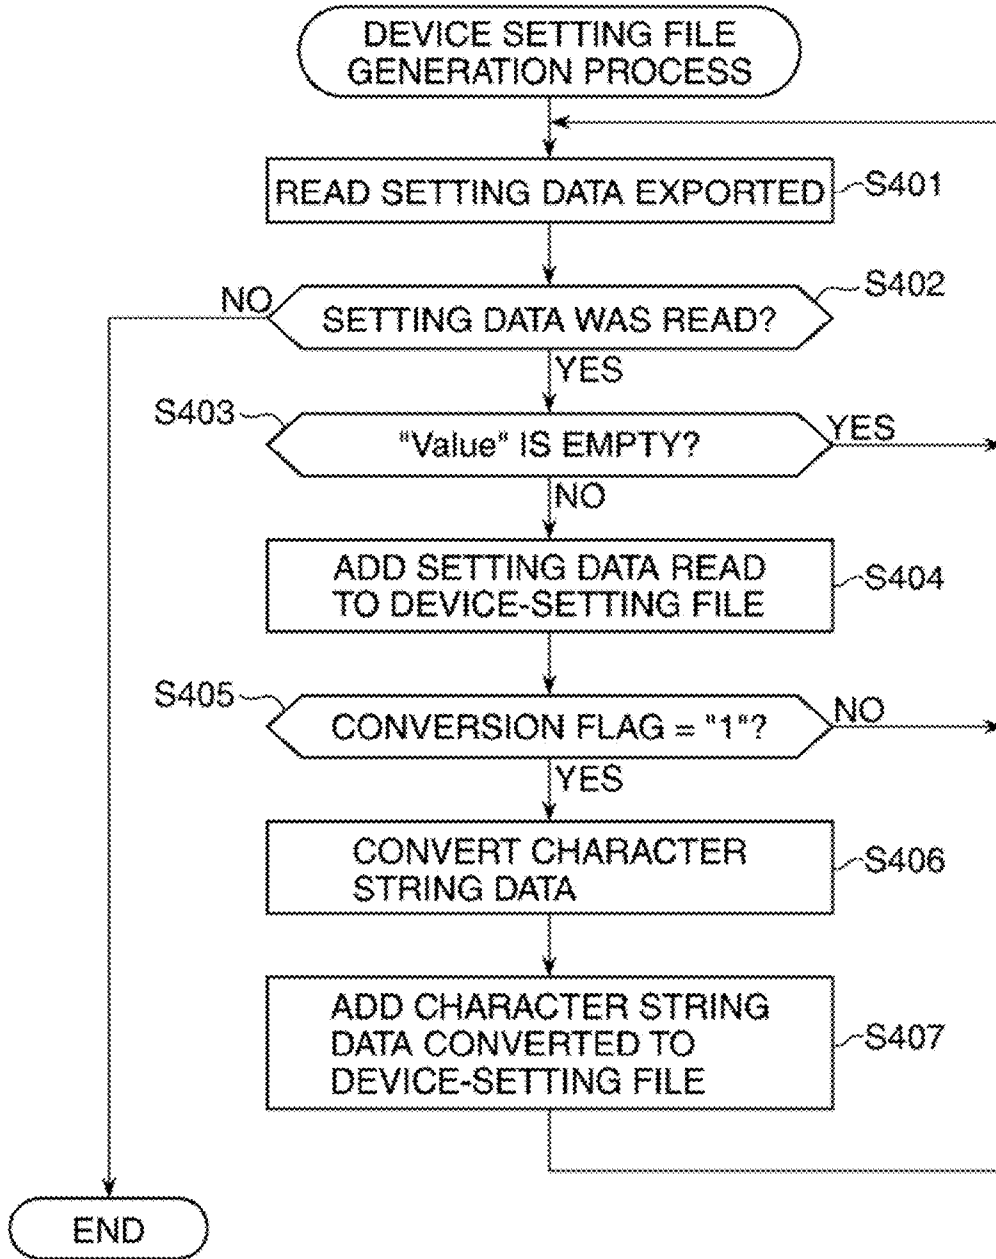 DEVICE SETTING FILE
GENERATION PROCESS
READ SETTING DATA EXPORTED
S401
S402
NO
SETTING DATA WAS READ?
YES
S403
"Value" IS EMPTY?
YES
NO
ADD SETTING DATA READ
TO DEVICE-SETTING FILE
S404
S405
CONVERSION FLAG = "1"?
NO
YES
CONVERT CHARACTER
STRING DATA
S406
ADD CHARACTER STRING
DATA CONVERTED TO
DEVICE-SETTING FILE
S407
END